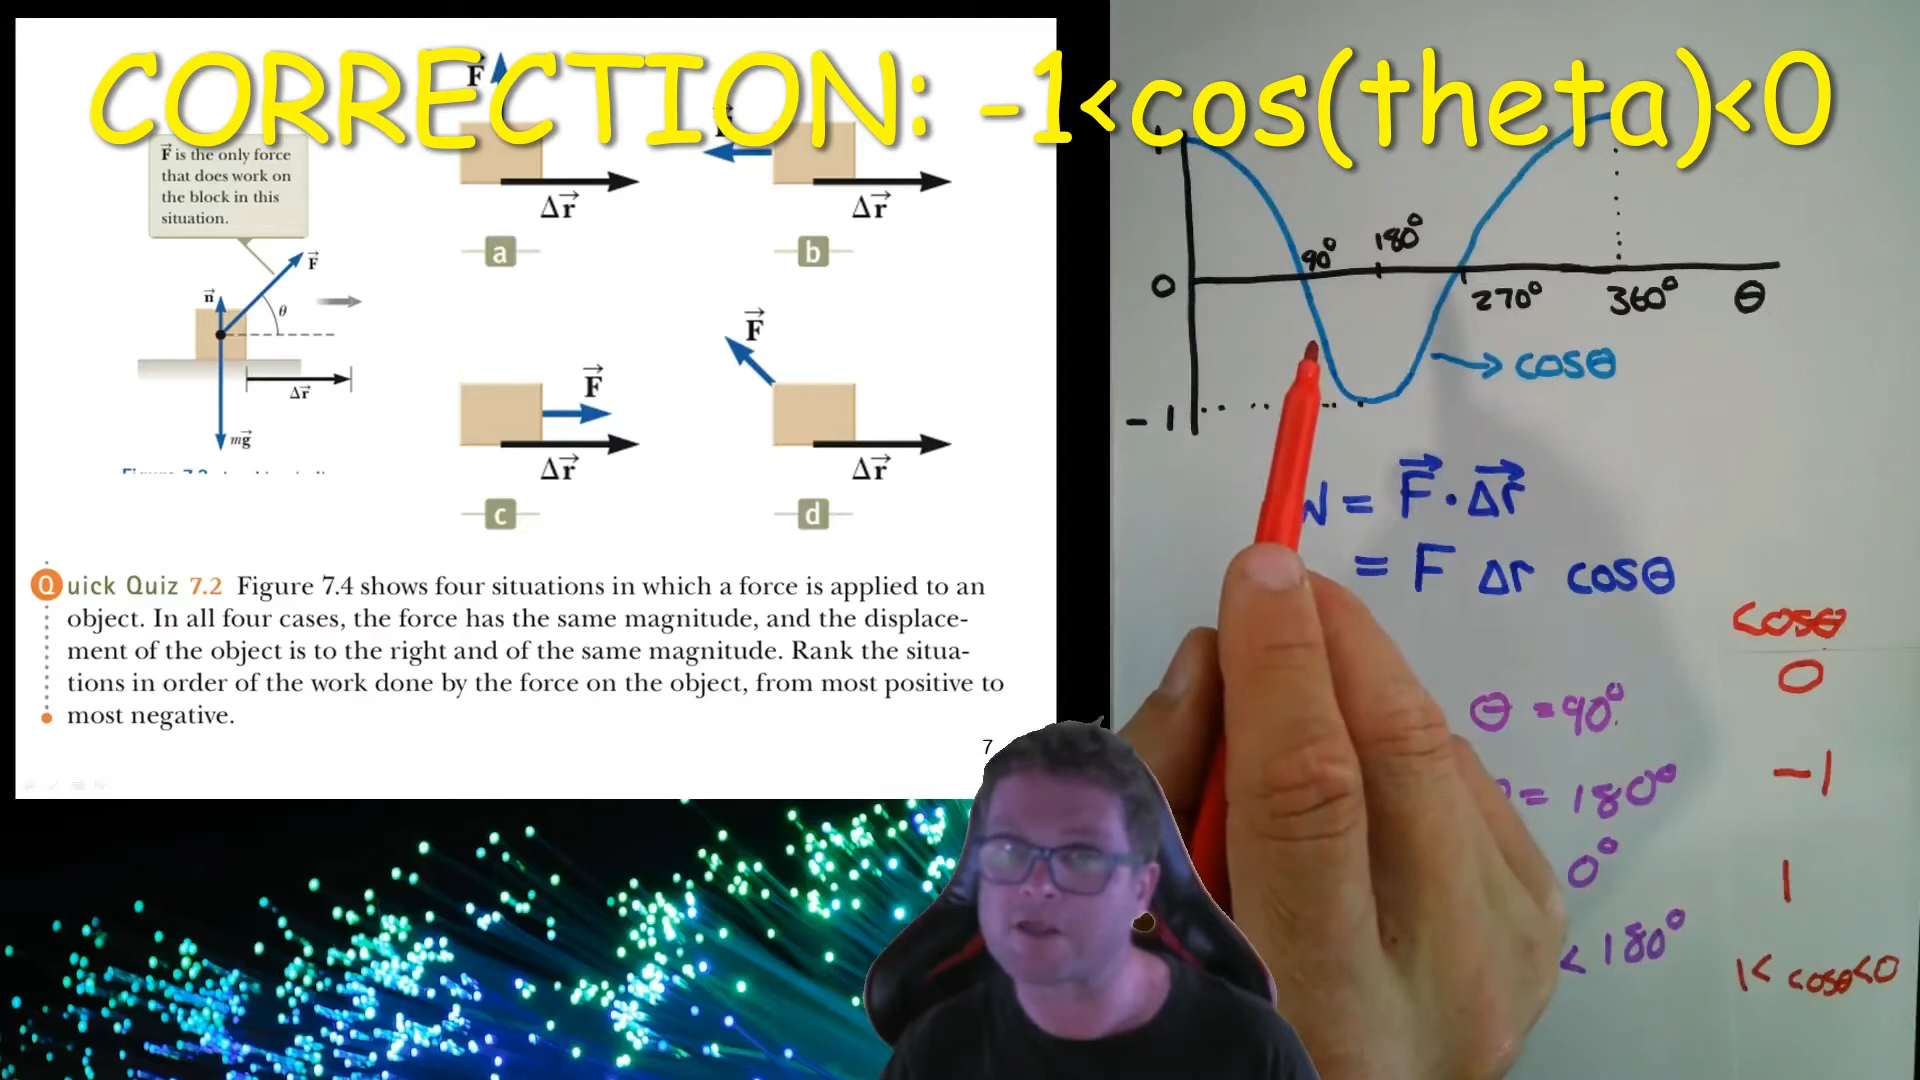 CORRECTION: -1<cos(theta)<0
F⃗
F⃗ is the only force
that does work on
the block in this
situation.
Δr⃗
Δr⃗
a
b
F⃗
n⃗
θ
Δr⃗
mg⃗
F⃗
F⃗
Δr⃗
Δr⃗
c
d
Quick Quiz 7.2 Figure 7.4 shows four situations in which a force is applied to an
object. In all four cases, the force has the same magnitude, and the displace-
ment of the object is to the right and of the same magnitude. Rank the situa-
tions in order of the work done by the force on the object, from most positive to
most negative.
7
1
0
90°
180°
270°
360°
θ
-1
→ cosθ
W = F⃗ · Δr⃗
= F Δr cosθ
cosθ
θ = 90°
0
= 180°
-1
0°
1
< 180°
1< cosθ<0